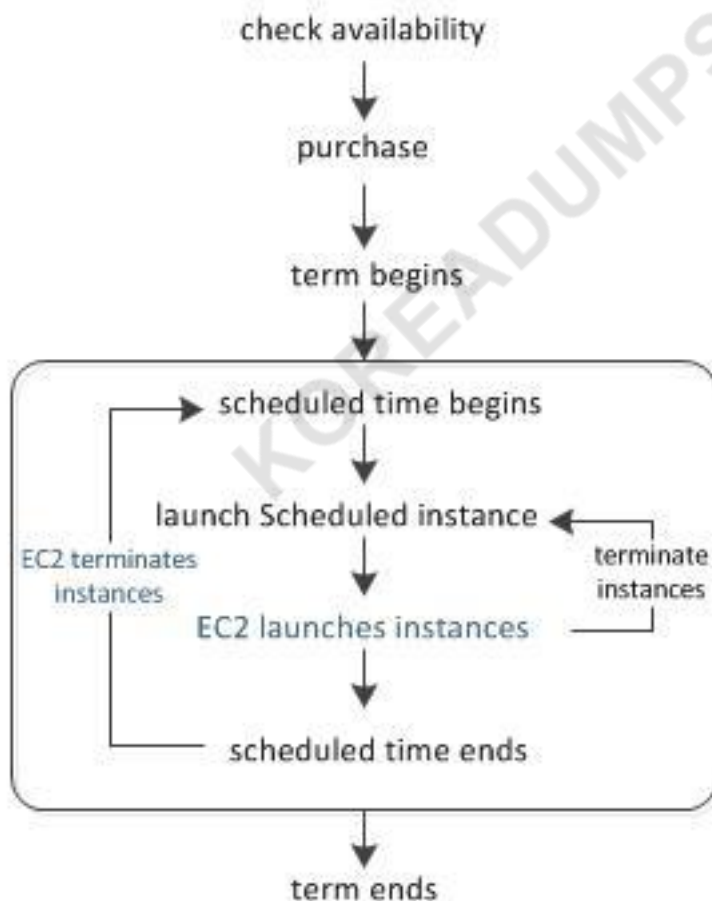 check availability
purchase
term begins
scheduled time begins
launch Scheduled instance
EC2 terminates
instances
terminate
instances
EC2 launches instances
scheduled time ends
term ends
KOREADUMPS